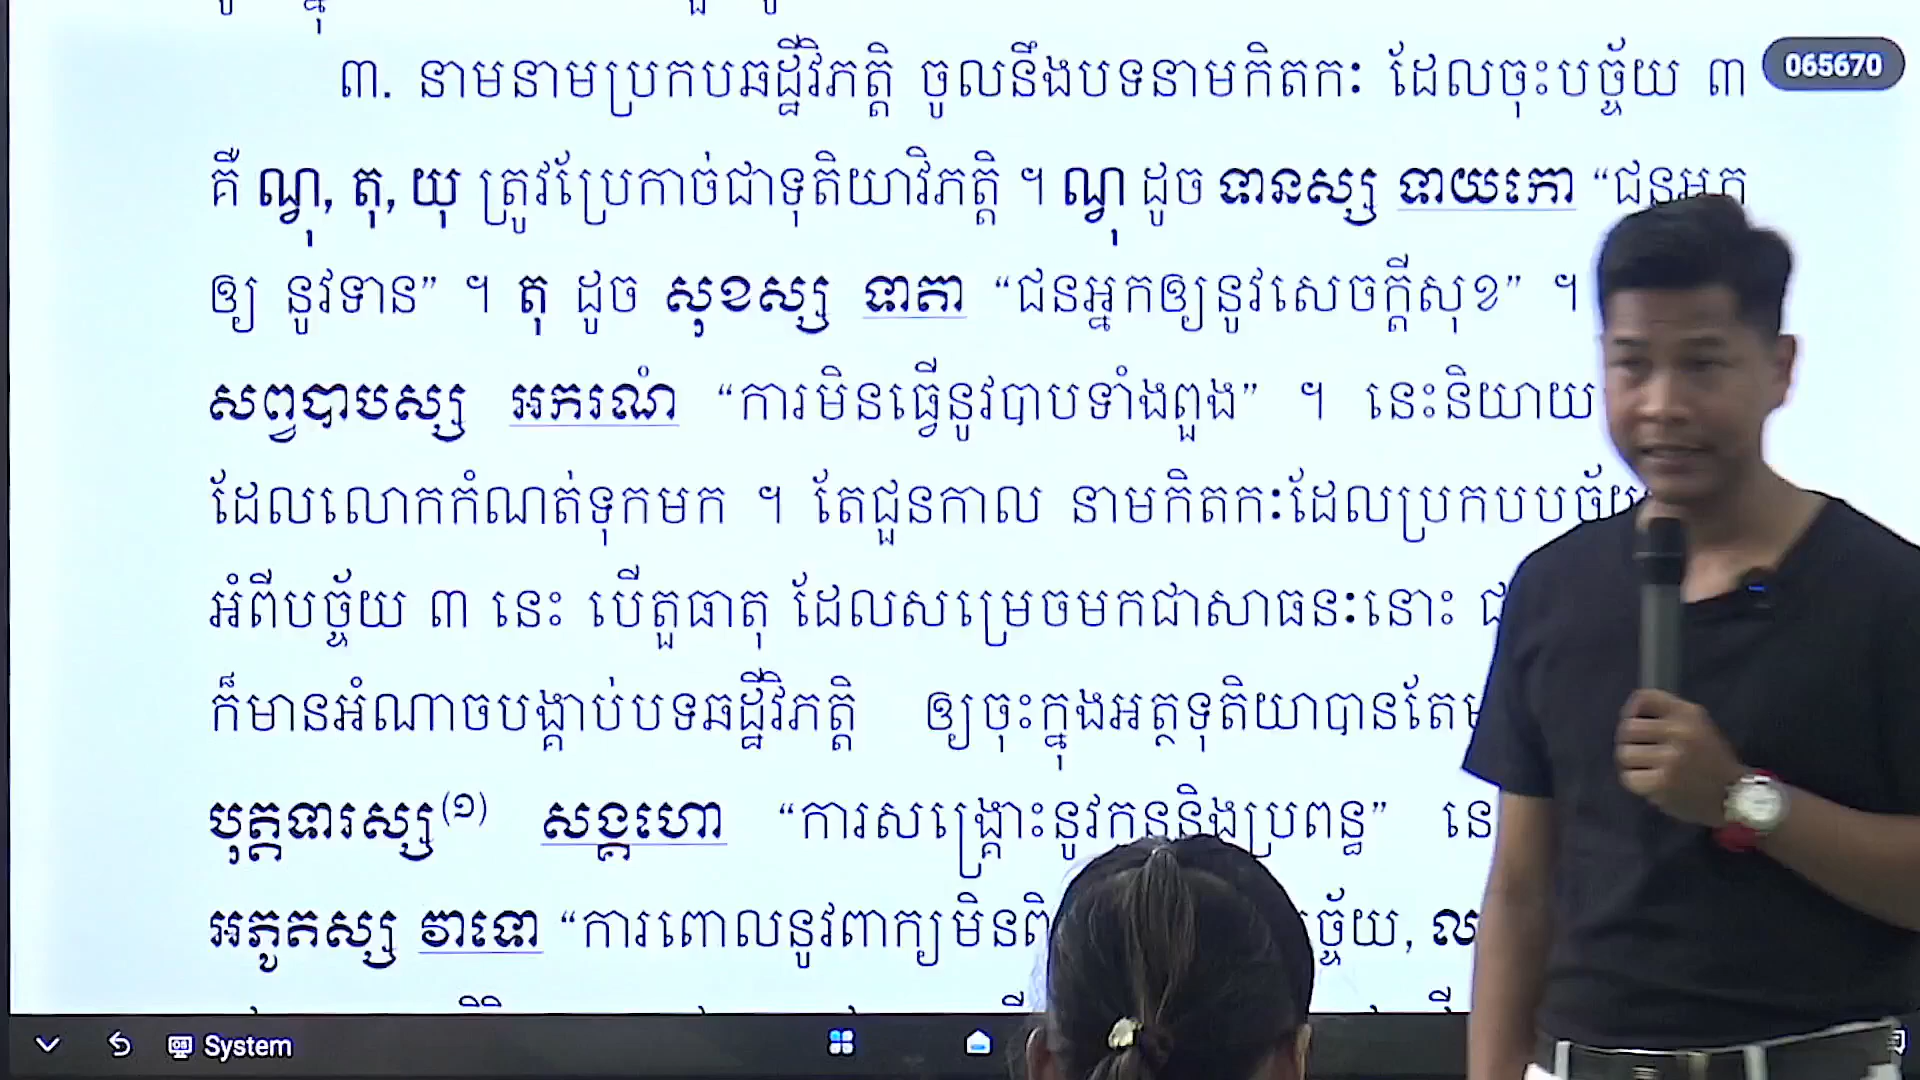 ៣. នាមនាមប្រកបឆដ្ឋីវិភត្តិ ចូលនឹងបទនាមកិតកៈ ដែលចុះបច្ច័យ ៣
065670
គឺ ណ្វុ, តុ, យុ ត្រូវប្រែកាច់ជាទុតិយាវិភត្តិ ។ ណ្វុ ដូច ទានស្ស ទាយកោ “ជនអ្នក
ឲ្យ នូវទាន” ។ តុ ដូច សុខស្ស ទាតា “ជនអ្នកឲ្យនូវសេចក្តីសុខ” ។
សព្វបាបស្ស អករណំ “ការមិនធ្វើនូវបាបទាំងពួង” ។ នេះនិយាយ
ដែលលោកកំណត់ទុកមក ។ តែជួនកាល នាមកិតកៈដែលប្រកបបច្ច័យ
អំពីបច្ច័យ ៣ នេះ បើតួធាតុ ដែលសម្រេចមកជាសាធនៈនោះ
ក៏មានអំណាចបង្គាប់បទឆដ្ឋីវិភត្តិ ឲ្យចុះក្នុងអត្ថទុតិយាបានតែ
បុត្តទារស្ស(១) សង្គហោ “ការសង្គ្រោះនូវកូននិងប្រពន្ធ”
អភូតស្ស វាទោ “ការពោលនូវពាក្យមិន
System